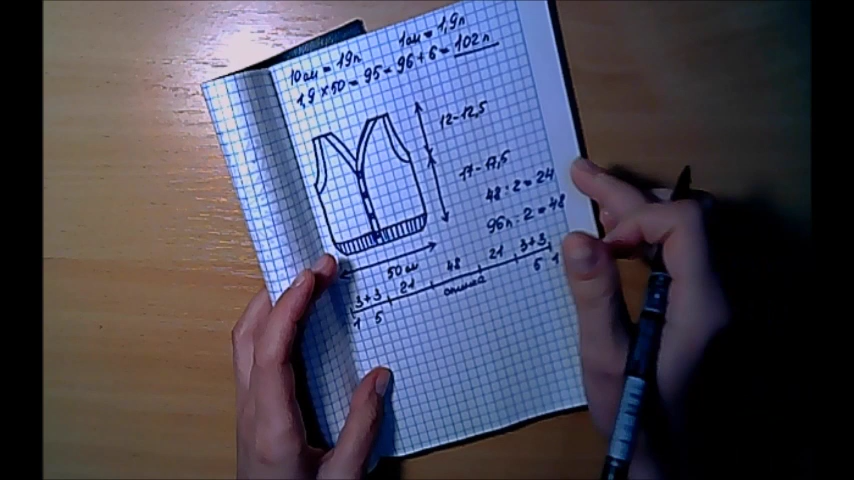 10см = 19п 1см = 1,9п
1,9 × 50 = 95 = 96 + 6 = 102п
12-12,5
17-17,5
48 : 2 = 24
96п : 2 = 48
50 см
3+3 21 48 21 3+3
1 5 спинка 5 1